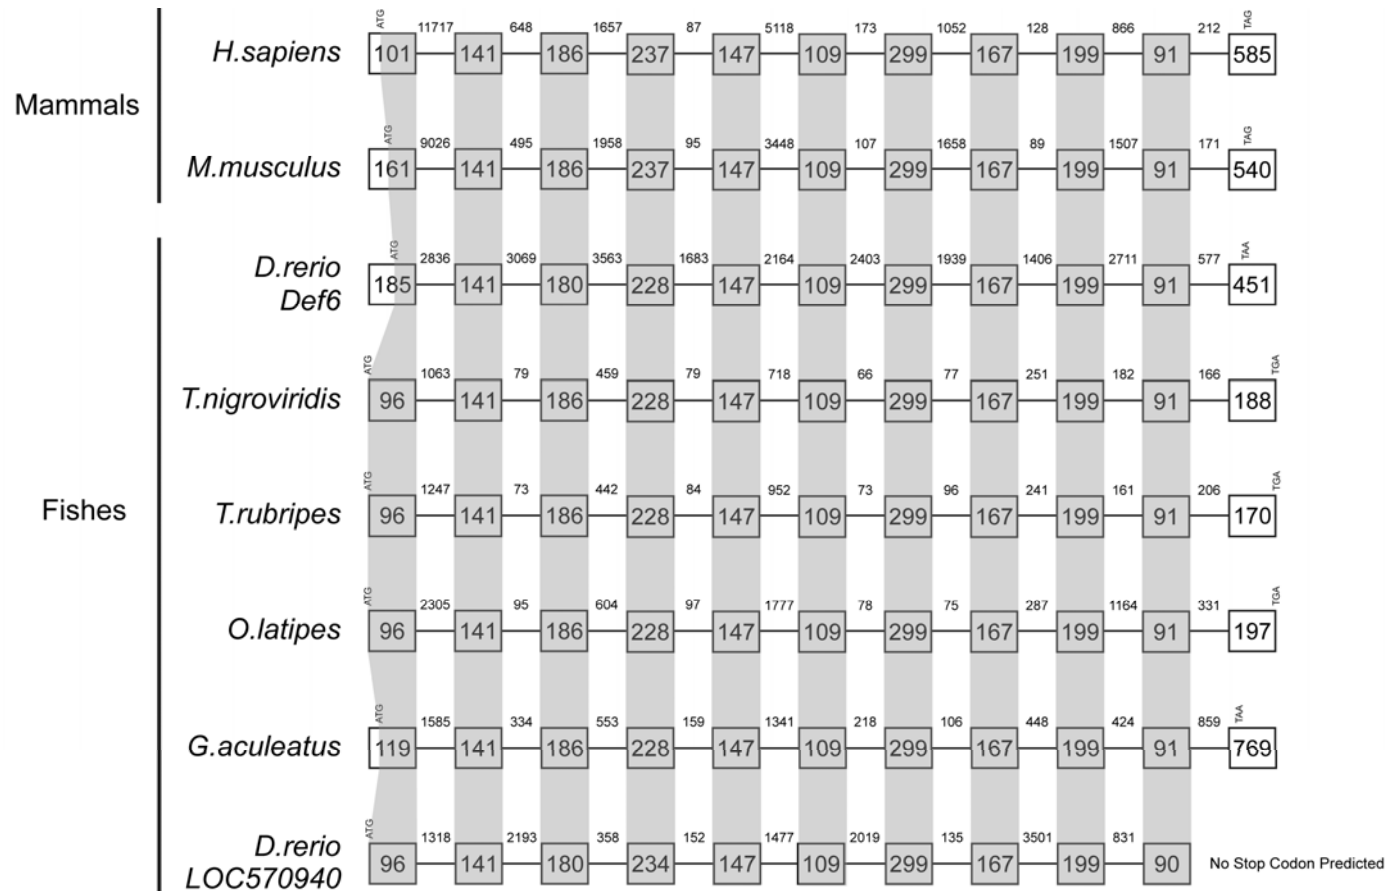 ATG 11717 648 1657 87 5118 173 1052 128 866 212 TAG
H.sapiens 101 141 186 237 147 109 299 167 199 91 585
Mammals
ATG 9026 495 1958 95 3448 107 1658 89 1507 171 TAG
M.musculus 161 141 186 237 147 109 299 167 199 91 540
ATG 2836 3069 3563 1683 2164 2403 1939 1406 2711 577 TAA
D.rerio
Def6 185 141 180 228 147 109 299 167 199 91 451
ATG 1063 79 459 79 718 66 77 251 182 166 TGA
T.nigroviridis 96 141 186 228 147 109 299 167 199 91 188
ATG 1247 73 442 84 952 73 96 241 161 206 TGA
Fishes
T.rubripes 96 141 186 228 147 109 299 167 199 91 170
ATG 2305 95 604 97 1777 78 75 287 1164 331 TGA
O.latipes 96 141 186 228 147 109 299 167 199 91 197
ATG 1585 334 553 159 1341 218 106 448 424 859 TAA
G.aculeatus 119 141 186 228 147 109 299 167 199 91 769
ATG 1318 2193 358 152 1477 2019 135 3501 831
D.rerio
LOC570940 96 141 180 234 147 109 299 167 199 90 No Stop Codon Predicted